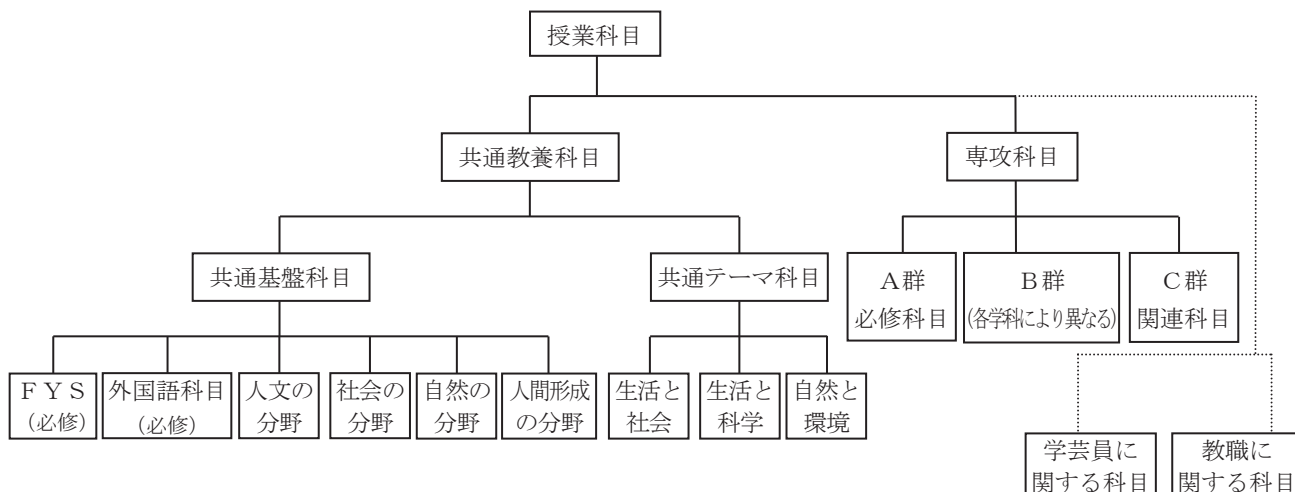 授業科目
共通教養科目
専攻科目
共通基盤科目
共通テーマ科目
A群
必修科目
B群
(各学科により異なる)
C群
関連科目
FYS
(必修)
外国語科目
(必修)
人文の
分野
社会の
分野
自然の
分野
人間形成
の分野
生活と
社会
生活と
科学
自然と
環境
学芸員に
関する科目
教職に
関する科目